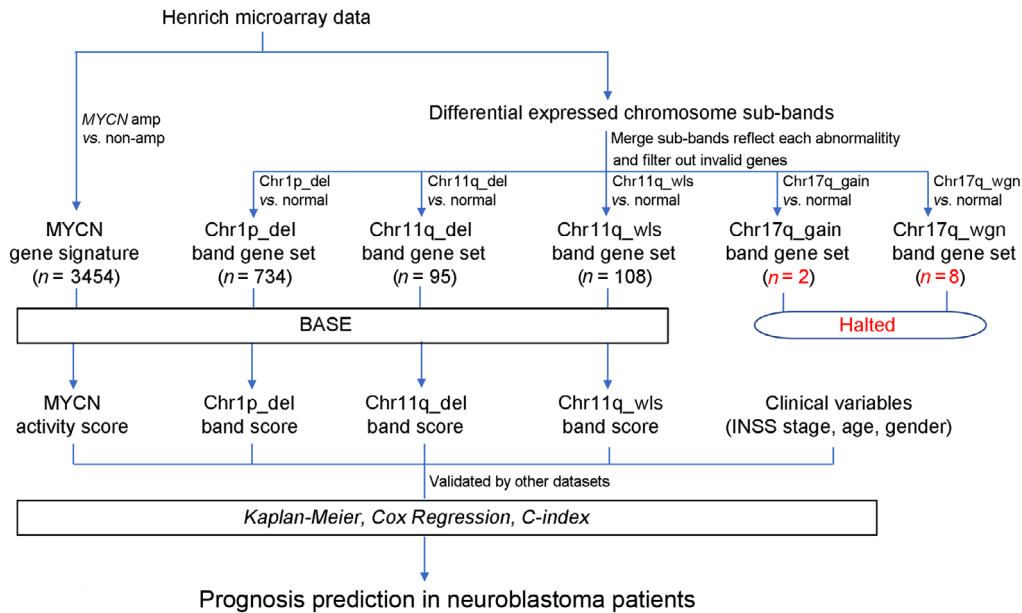 Henrich microarray data
MYCN amp
vs. non-amp
Differential expressed chromosome sub-bands
Merge sub-bands reflect each abnormalitity
and filter out invalid genes
Chr1p_del
vs. normal
Chr11q_del
vs. normal
Chr11q_wls
vs. normal
Chr17q_gain
vs. normal
Chr17q_wgn
vs. normal
MYCN
gene signature
(n = 3454)
Chr1p_del
band gene set
(n = 734)
Chr11q_del
band gene set
(n = 95)
Chr11q_wls
band gene set
(n = 108)
Chr17q_gain
band gene set
(n = 2)
Chr17q_wgn
band gene set
(n = 8)
BASE
Halted
MYCN
activity score
Chr1p_del
band score
Chr11q_del
band score
Chr11q_wls
band score
Clinical variables
(INSS stage, age, gender)
Validated by other datasets
Kaplan-Meier, Cox Regression, C-index
Prognosis prediction in neuroblastoma patients